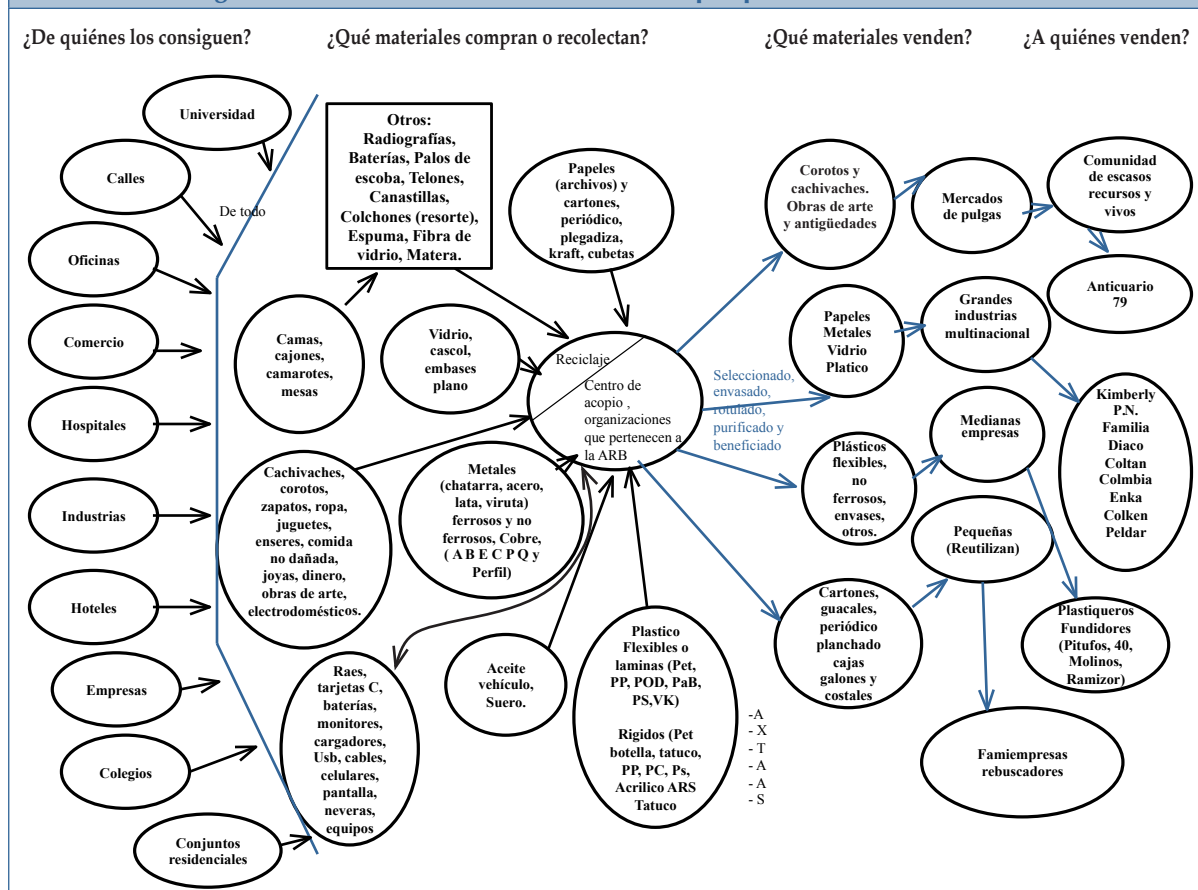 ¿De quiénes los consiguen?
¿Qué materiales compran o recolectan?
¿Qué materiales venden?
¿A quiénes venden?
Universidad
Calles
Oficinas
Comercio
Hospitales
Industrias
Hoteles
Empresas
Colegios
Conjuntos
residenciales
De todo
Otros:
Radiografías,
Baterías, Palos de
escoba, Telones,
Canastillas,
Colchones (resorte),
Espuma, Fibra de
vidrio, Matera.
Papeles
(archivos) y
cartones,
periódico,
plegadiza,
kraft, cubetas
Camas,
cajones,
camarotes,
mesas
Vidrio,
cascol,
embases
plano
Cachivaches,
corotos,
zapatos, ropa,
juguetes,
enseres, comida
no dañada,
joyas, dinero,
obras de arte,
electrodomésticos.
Metales
(chatarra, acero,
lata, viruta)
ferrosos y no
ferrosos, Cobre,
( A B E C P Q y
Perfil)
Raes,
tarjetas C,
baterías,
monitores,
cargadores,
Usb, cables,
celulares,
pantalla,
neveras,
equipos
Aceite
vehículo,
Suero.
Plastico
Flexibles o
laminas (Pet,
PP, POD, PaB,
PS,VK)
Rigidos (Pet
botella, tatuco,
PP, PC, Ps,
Acrilico ARS
Tatuco
-A
- X
- T
- A
- A
- S
Reciclaje
Centro de
acopio ,
organizaciones
que pertenecen a
la ARB
Seleccionado,
envasado,
rotulado,
purificado y
beneficiado
Corotos y
cachivaches.
Obras de arte
y antigüedades
Papeles
Metales
Vidrio
Platico
Plásticos
flexibles,
no
ferrosos,
envases,
otros.
Cartones,
guacales,
periódico
planchado
cajas
galones y
costales
Mercados
de pulgas
Grandes
industrias
multinacional
Medianas
empresas
Pequeñas
(Reutilizan)
Comunidad
de escasos
recursos y
vivos
Anticuario
79
Kimberly
P.N.
Familia
Diaco
Coltan
Colmbia
Enka
Colken
Peldar
Plastiqueros
Fundidores
(Pitufos, 40,
Molinos,
Ramizor)
Famiempresas
rebuscadores